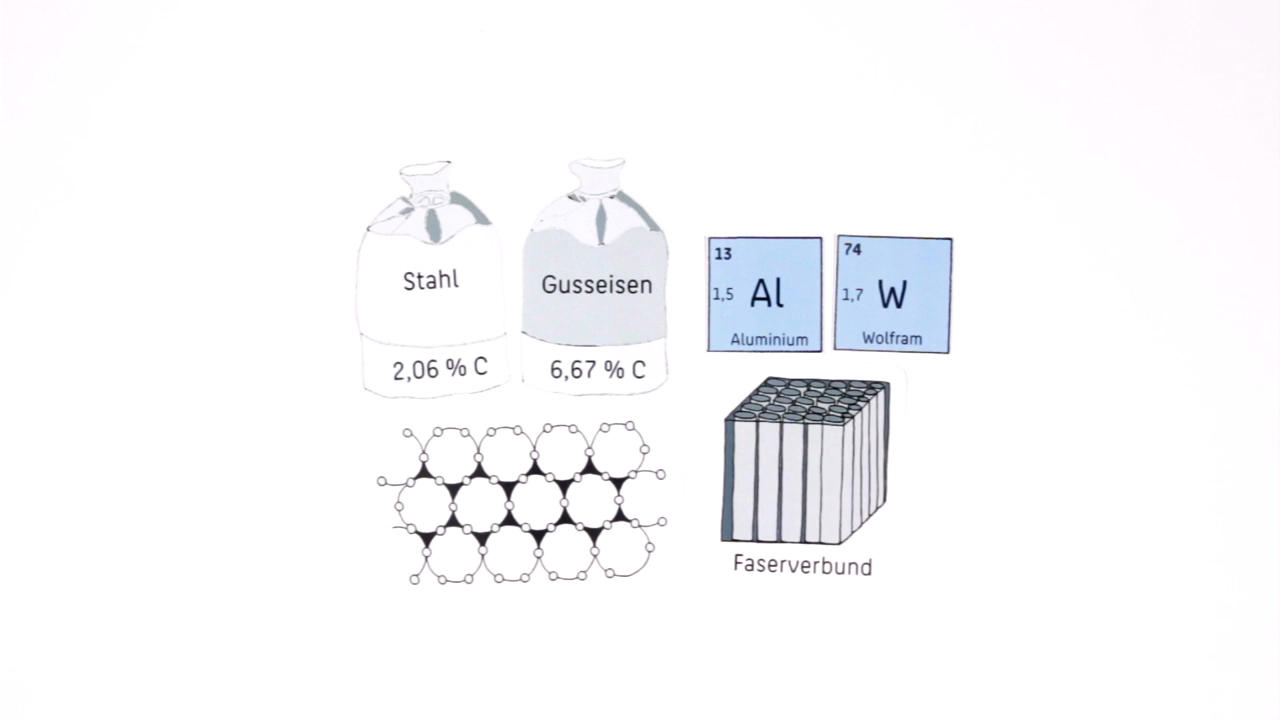 Stahl
2,06 % C
Gusseisen
6,67 % C
13
1,5 Al
Aluminium
74
1,7 W
Wolfram
Faserverbund